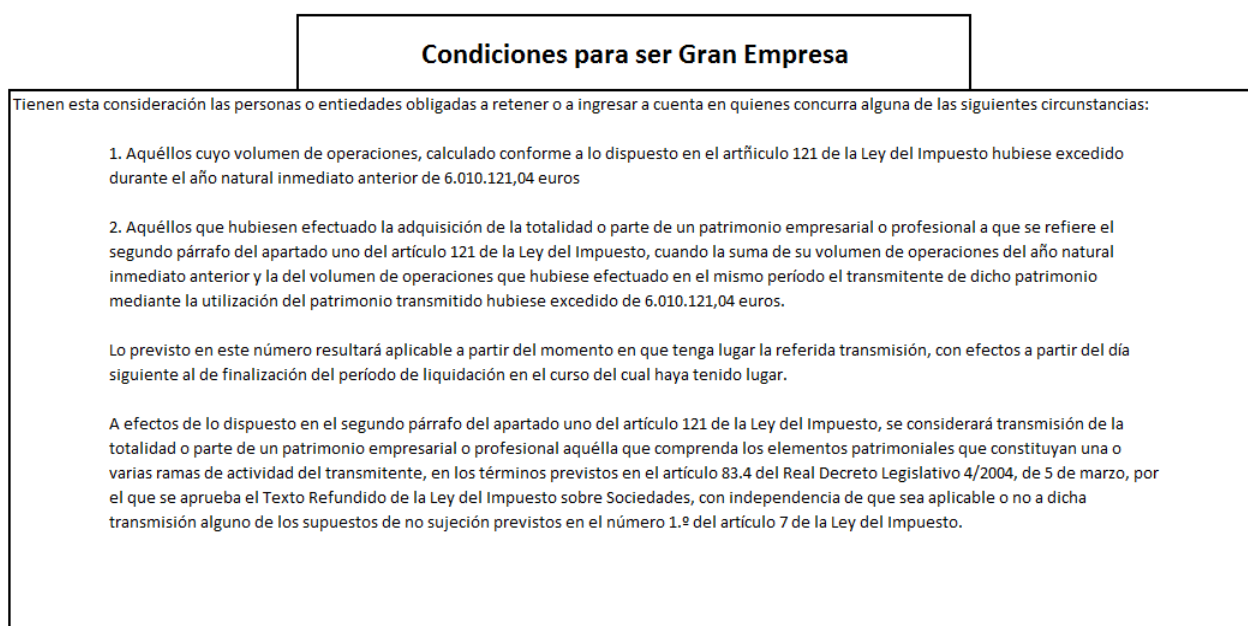 Condiciones para ser Gran Empresa
Tienen esta consideración las personas o entiedades obligadas a retener o a ingresar a cuenta en quienes concurra alguna de las siguientes circunstancias:
1. Aquéllos cuyo volumen de operaciones, calculado conforme a lo dispuesto en el artñiculo 121 de la Ley del Impuesto hubiese excedido
durante el año natural inmediato anterior de 6.010.121,04 euros
2. Aquéllos que hubiesen efectuado la adquisición de la totalidad o parte de un patrimonio empresarial o profesional a que se refiere el
segundo párrafo del apartado uno del artículo 121 de la Ley del Impuesto, cuando la suma de su volumen de operaciones del año natural
inmediato anterior y la del volumen de operaciones que hubiese efectuado en el mismo período el transmitente de dicho patrimonio
mediante la utilización del patrimonio transmitido hubiese excedido de 6.010.121,04 euros.
Lo previsto en este número resultará aplicable a partir del momento en que tenga lugar la referida transmisión, con efectos a partir del día
siguiente al de finalización del período de liquidación en el curso del cual haya tenido lugar.
A efectos de lo dispuesto en el segundo párrafo del apartado uno del artículo 121 de la Ley del Impuesto, se considerará transmisión de la
totalidad o parte de un patrimonio empresarial o profesional aquélla que comprenda los elementos patrimoniales que constituyan una o
varias ramas de actividad del transmitente, en los términos previstos en el artículo 83.4 del Real Decreto Legislativo 4/2004, de 5 de marzo, por
el que se aprueba el Texto Refundido de la Ley del Impuesto sobre Sociedades, con independencia de que sea aplicable o no a dicha
transmisión alguno de los supuestos de no sujeción previstos en el número 1.º del artículo 7 de la Ley del Impuesto.